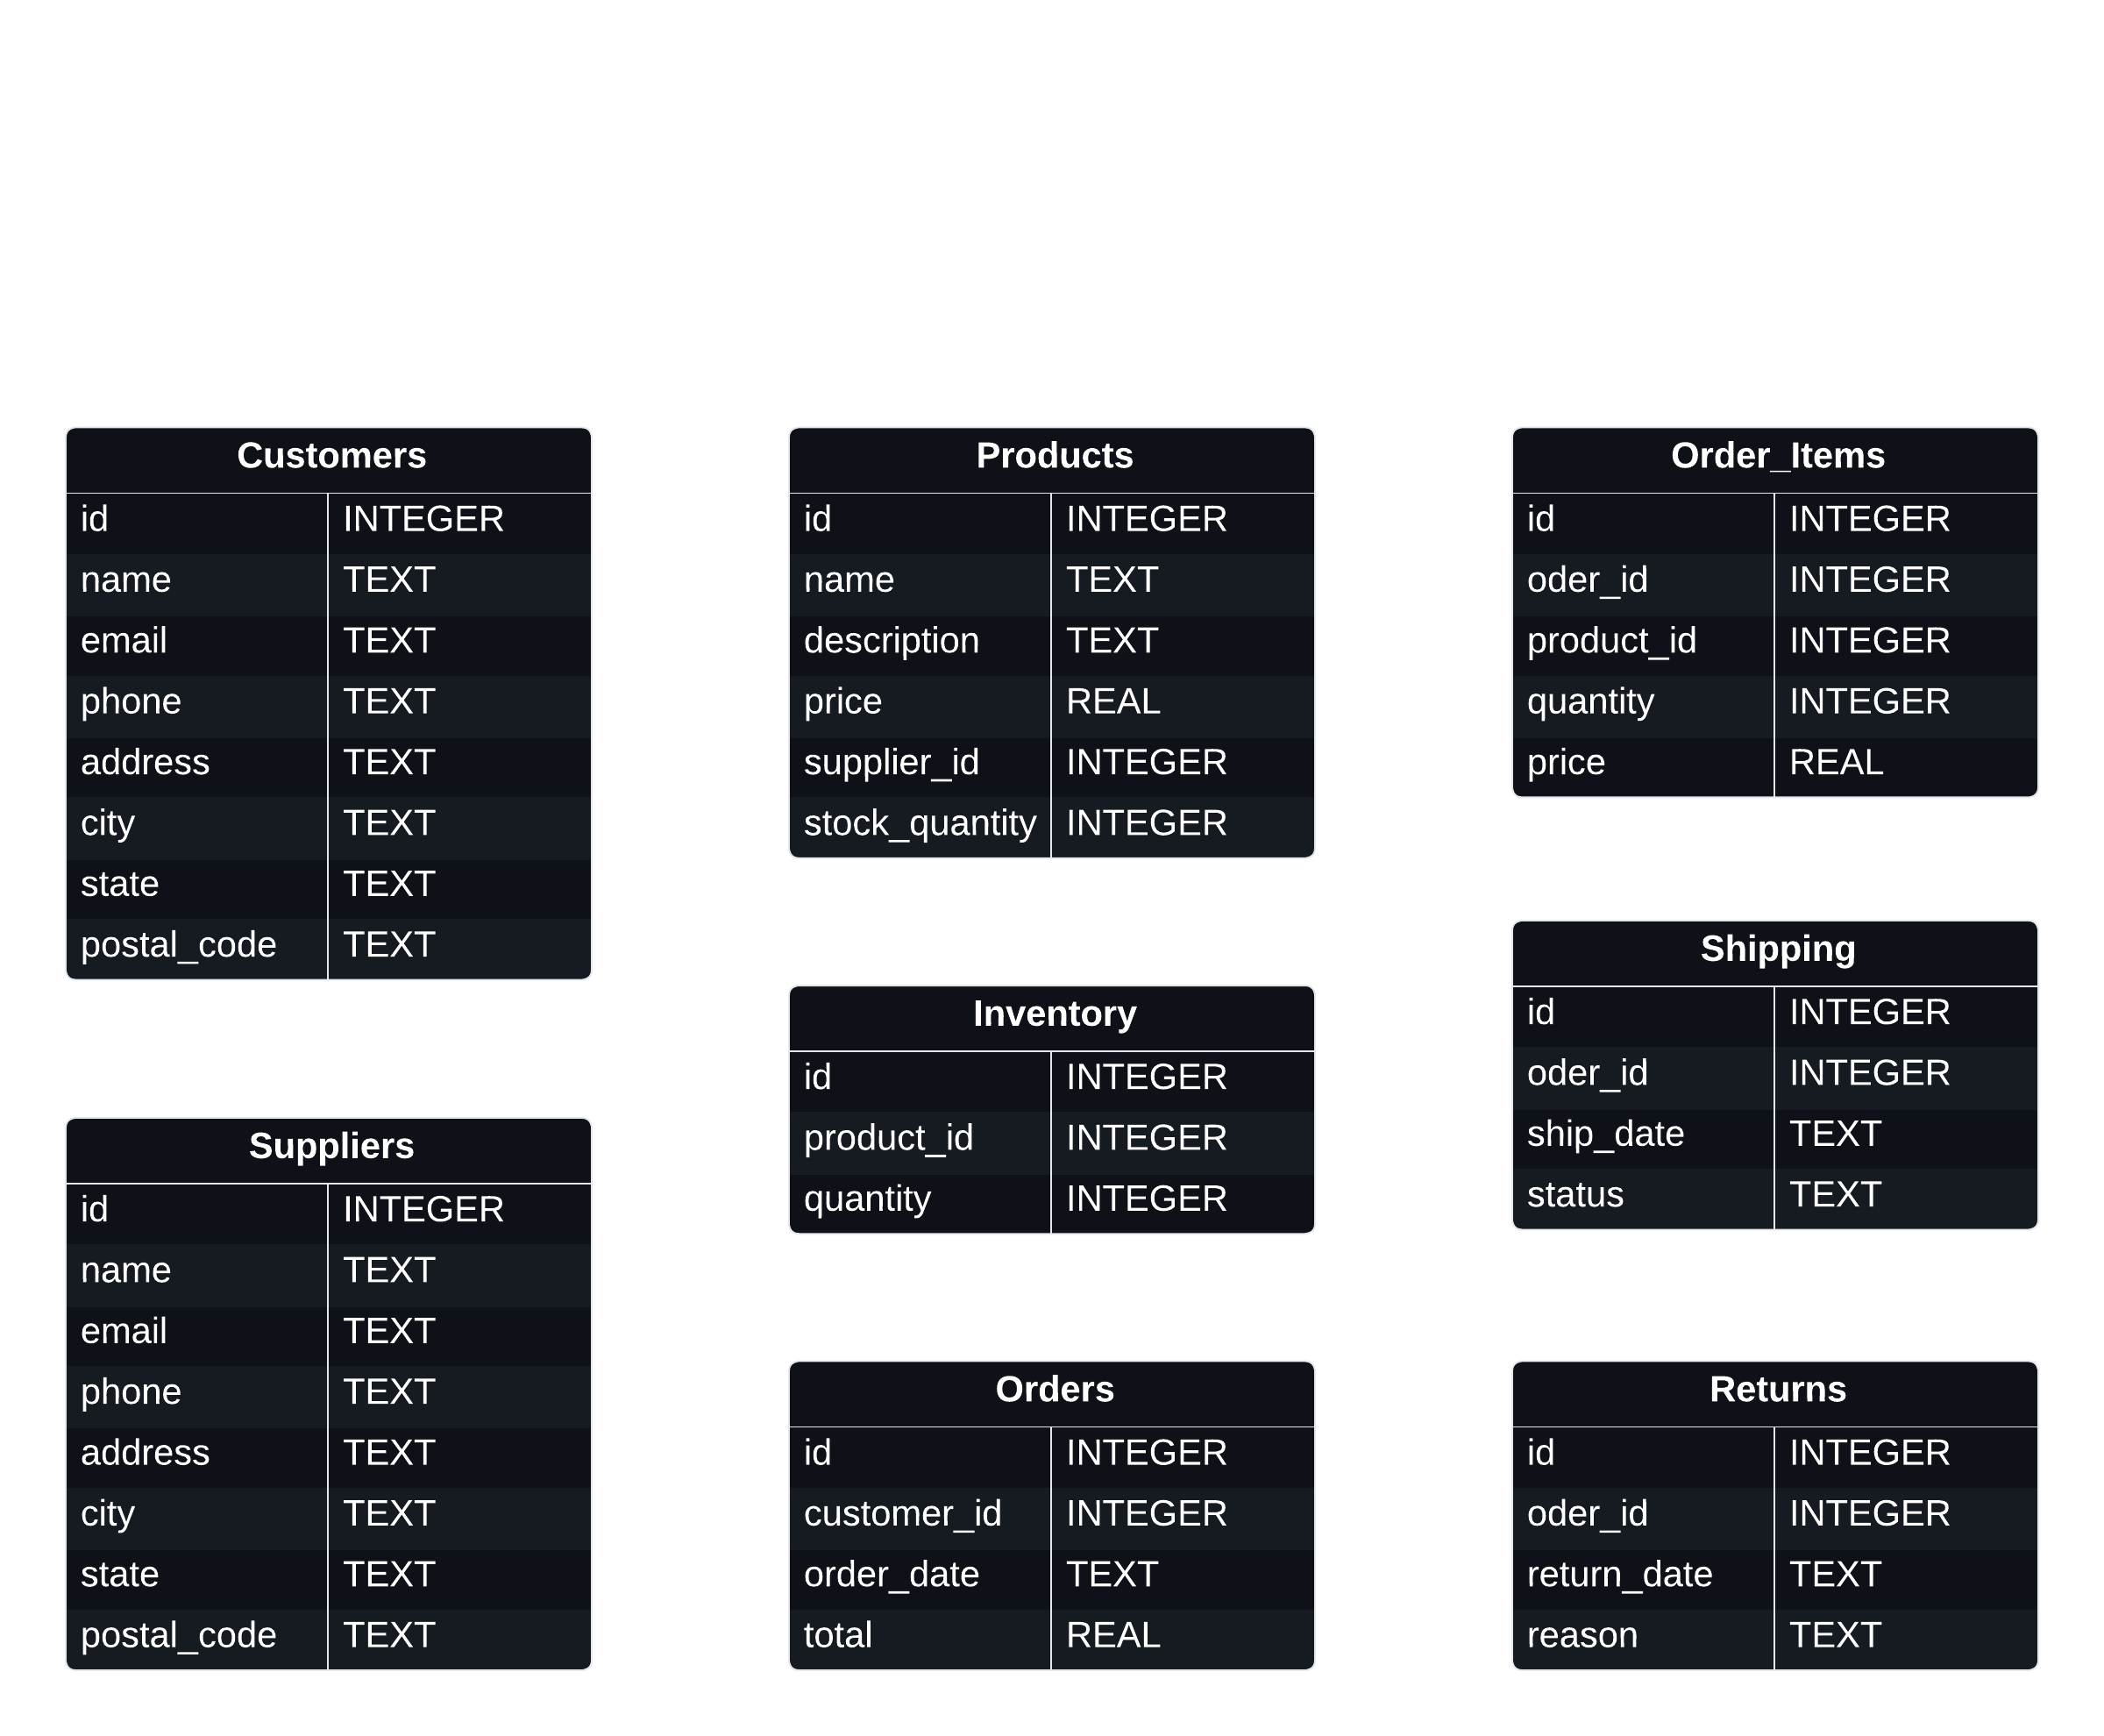 Customers
id INTEGER
name TEXT
email TEXT
phone TEXT
address TEXT
city TEXT
state TEXT
postal_code TEXT
Suppliers
id INTEGER
name TEXT
email TEXT
phone TEXT
address TEXT
city TEXT
state TEXT
postal_code TEXT
Products
id INTEGER
name TEXT
description TEXT
price REAL
supplier_id INTEGER
stock_quantity INTEGER
Inventory
id INTEGER
product_id INTEGER
quantity INTEGER
Orders
id INTEGER
customer_id INTEGER
order_date TEXT
total REAL
Order_Items
id INTEGER
oder_id INTEGER
product_id INTEGER
quantity INTEGER
price REAL
Shipping
id INTEGER
oder_id INTEGER
ship_date TEXT
status TEXT
Returns
id INTEGER
oder_id INTEGER
return_date TEXT
reason TEXT